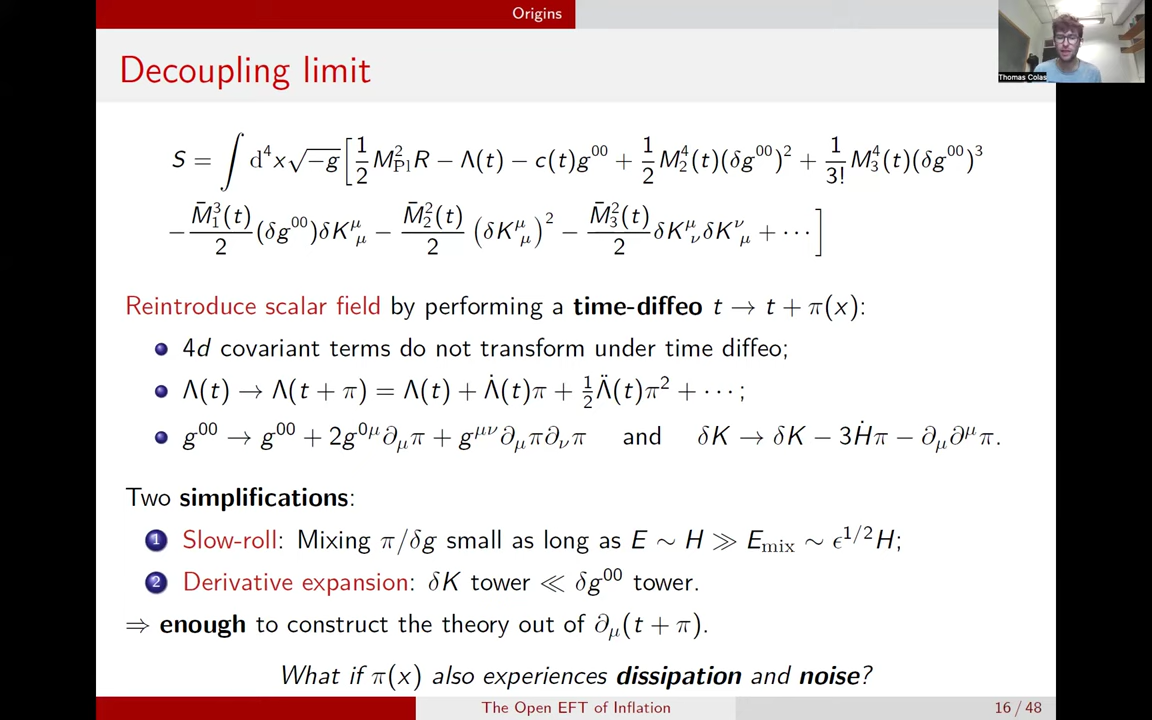 Origins
Decoupling limit
Thomas Colas
S = ∫ d⁴x √−g [ 1/2 M²_Pl R − Λ(t) − c(t)g⁰⁰ + 1/2 M₂⁴(t)(δg⁰⁰)² + 1/3! M₃⁴(t)(δg⁰⁰)³
− M̄₁³(t)/2 (δg⁰⁰)δK^μ_μ − M̄₂²(t)/2 (δK^μ_μ)² − M̄₃²(t)/2 δK^μ_ν δK^ν_μ + ⋯ ]
Reintroduce scalar field by performing a time-diffeo t → t + π(x):
4d covariant terms do not transform under time diffeo;
Λ(t) → Λ(t + π) = Λ(t) + Λ̇(t)π + ½Λ̈(t)π² + ⋯ ;
g⁰⁰ → g⁰⁰ + 2g^{0μ}∂_μπ + g^{μν}∂_μπ∂_νπ and δK → δK − 3Ḣπ − ∂_μ∂^μπ.
Two simplifications:
1 Slow-roll: Mixing π/δg small as long as E ∼ H ≫ E_mix ∼ ϵ^{1/2}H;
2 Derivative expansion: δK tower ≪ δg⁰⁰ tower.
⇒ enough to construct the theory out of ∂_μ(t + π).
What if π(x) also experiences dissipation and noise?
The Open EFT of Inflation
16 / 48